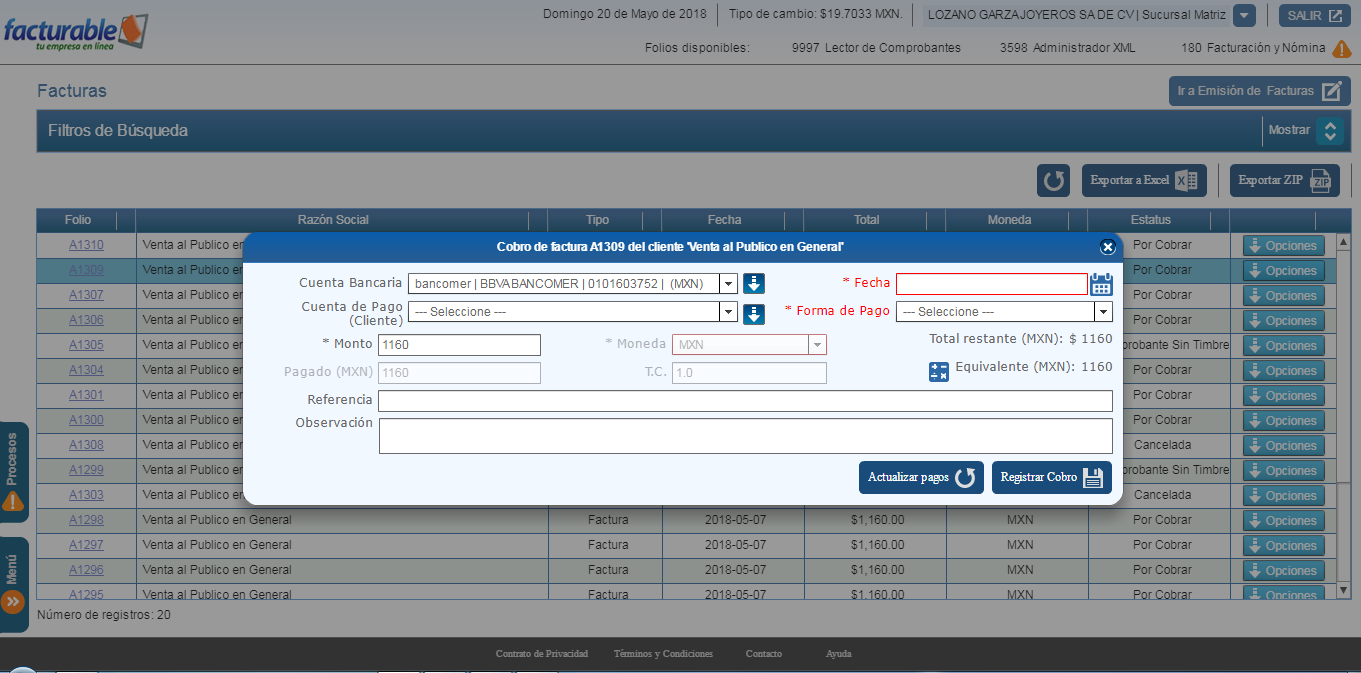 facturable
tu empresa en línea
Domingo 20 de Mayo de 2018 Tipo de cambio: $19.7033 MXN. LOZANO GARZAJOYEROS SA DE CV | Sucursal Matriz SALIR
Folios disponibles: 9997 Lector de Comprobantes 3598 Administrador XML 180 Facturación y Nómina
Facturas
Ir a Emisión de Facturas
Filtros de Búsqueda Mostrar
Exportar a Excel Exportar ZIP
Folio Razón Social Tipo Fecha Total Moneda Estatus
A1310 Venta al Publico en Por Cobrar Opciones
Cobro de factura A1309 del cliente 'Venta al Publico en General'
A1309 Venta al Publico en Por Cobrar Opciones
A1307 Venta al Publico en Por Cobrar Opciones
A1306 Venta al Publico en Por Cobrar Opciones
A1305 Venta al Publico en probante Sin Timbre Opciones
A1304 Venta al Publico en Por Cobrar Opciones
A1301 Venta al Publico en Por Cobrar Opciones
A1300 Venta al Publico en Por Cobrar Opciones
A1308 Venta al Publico en Cancelada Opciones
A1299 Venta al Publico en probante Sin Timbre Opciones
A1303 Venta al Publico en Cancelada Opciones
Cuenta Bancaria bancomer | BBVA BANCOMER | 0101603752 | (MXN) * Fecha
Cuenta de Pago (Cliente) --- Seleccione --- * Forma de Pago --- Seleccione ---
* Monto 1160 * Moneda MXN Total restante (MXN): $ 1160
Pagado (MXN) 1160 T.C. 1.0 Equivalente (MXN): 1160
Referencia
Observación
Actualizar pagos Registrar Cobro
A1298 Venta al Publico en General Factura 2018-05-07 $1,160.00 MXN Por Cobrar Opciones
A1297 Venta al Publico en General Factura 2018-05-07 $1,160.00 MXN Por Cobrar Opciones
A1296 Venta al Publico en General Factura 2018-05-07 $1,160.00 MXN Por Cobrar Opciones
A1295 Venta al Publico en General Factura 2018-05-07 $1,160.00 MXN Por Cobrar Opciones
Procesos
Menú
Número de registros: 20
Contrato de Privacidad Términos y Condiciones Contacto Ayuda